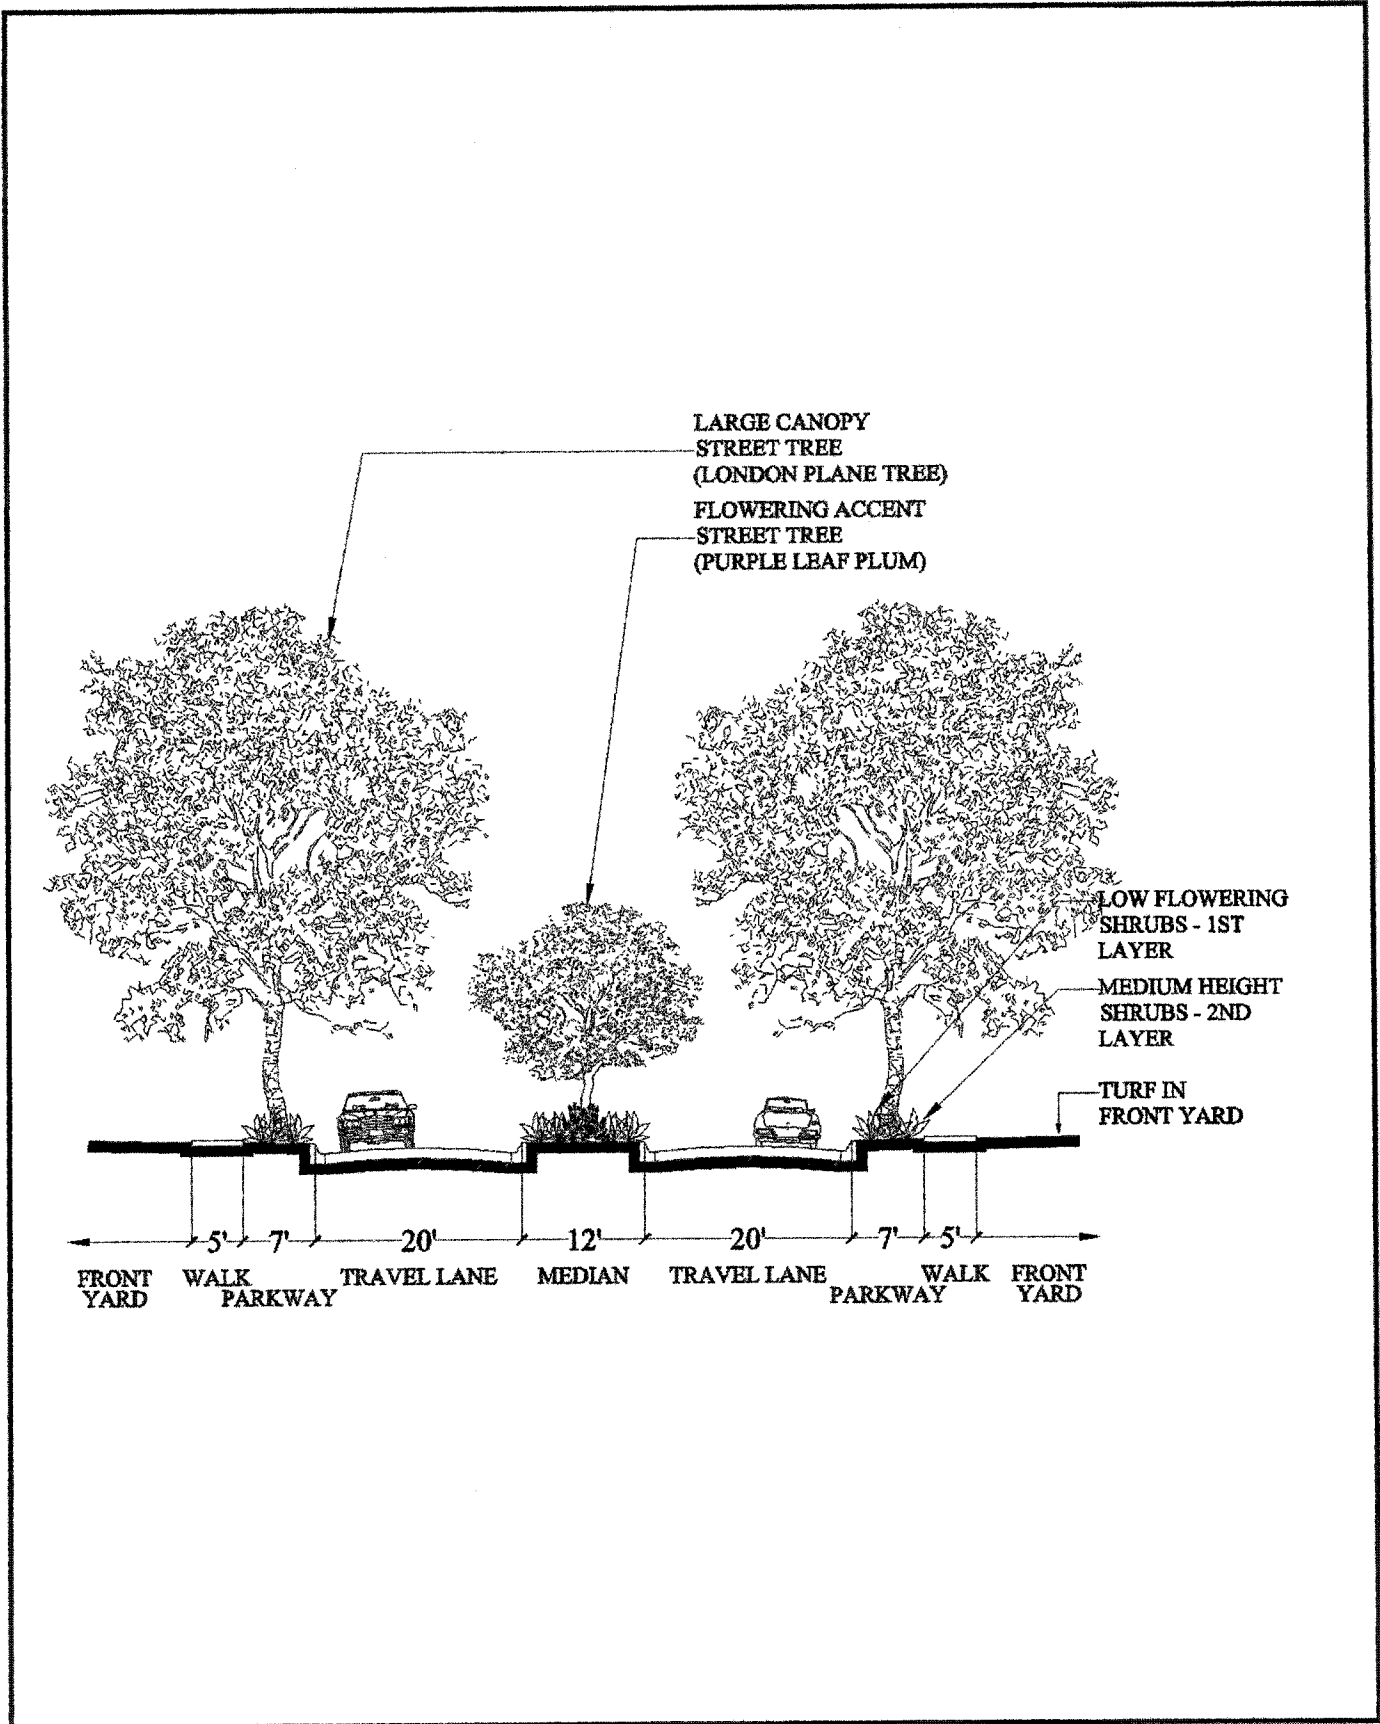 LARGE CANOPY
STREET TREE
(LONDON PLANE TREE)
FLOWERING ACCENT
STREET TREE
(PURPLE LEAF PLUM)
LOW FLOWERING
SHRUBS - 1ST
LAYER
MEDIUM HEIGHT
SHRUBS - 2ND
LAYER
TURF IN
FRONT YARD
5' 7' 20' 12' 20' 7' 5'
FRONT YARD WALK PARKWAY TRAVEL LANE MEDIAN TRAVEL LANE PARKWAY WALK FRONT YARD